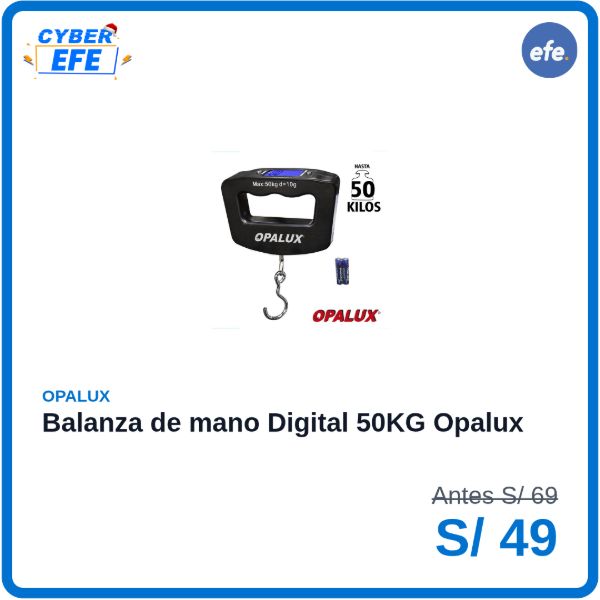 CYBER
EFE
efe.
HASTA
50
KILOS
Max:50kg d=10g
OPALUX
OPALUX
OPALUX
Balanza de mano Digital 50KG Opalux
Antes S/ 69
S/ 49